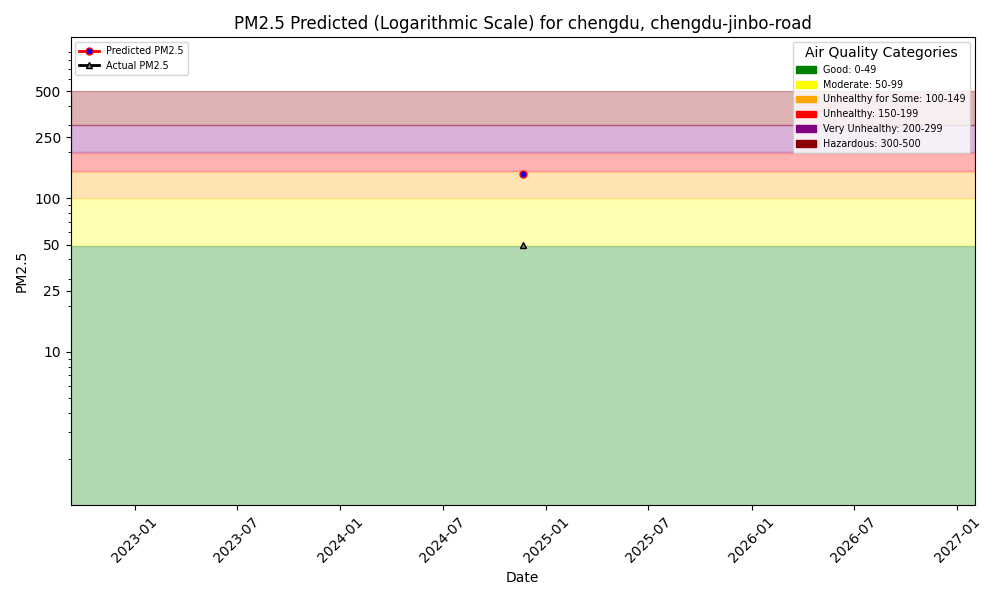 PM2.5 Predicted (Logarithmic Scale) for chengdu, chengdu-jinbo-road
Predicted PM2.5
Actual PM2.5
Air Quality Categories
Good: 0-49
Moderate: 50-99
Unhealthy for Some: 100-149
Unhealthy: 150-199
Very Unhealthy: 200-299
Hazardous: 300-500
PM2.5
500
250
100
50
25
10
2023-01
2023-07
2024-01
2024-07
2025-01
2025-07
2026-01
2026-07
2027-01
Date